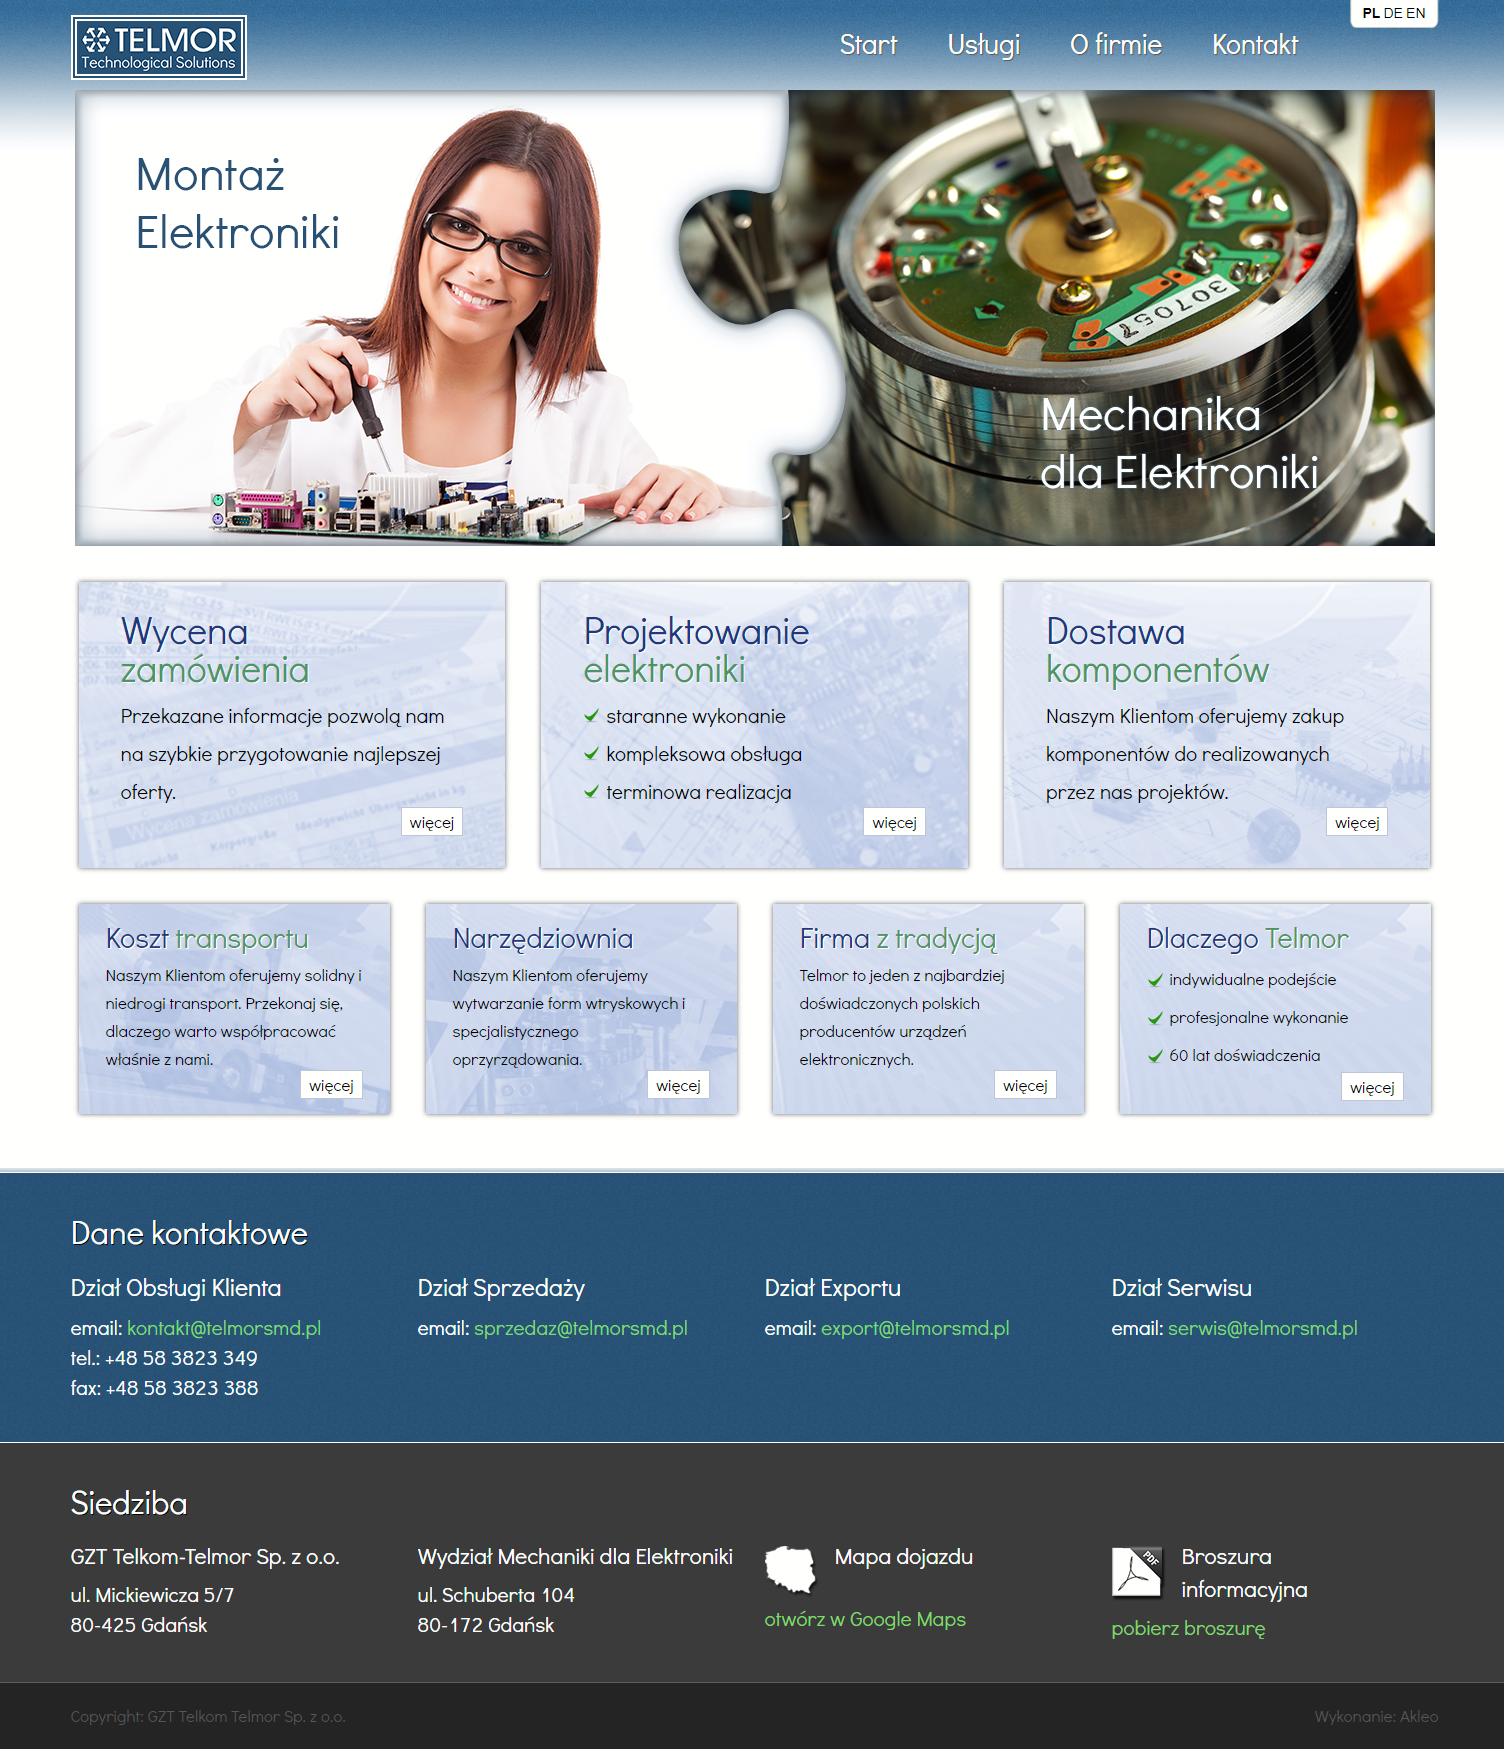 PL DE EN
TELMOR
Technological Solutions
Start Usługi O firmie Kontakt
Montaż
Elektroniki
307057
Mechanika
dla Elektroniki
Wycena
zamówienia
Przekazane informacje pozwolą nam
na szybkie przygotowanie najlepszej
oferty.
więcej
Projektowanie
elektroniki
staranne wykonanie
kompleksowa obsługa
terminowa realizacja
więcej
Dostawa
komponentów
Naszym Klientom oferujemy zakup
komponentów do realizowanych
przez nas projektów.
więcej
Koszt transportu
Naszym Klientom oferujemy solidny i
niedrogi transport. Przekonaj się,
dlaczego warto współpracować
właśnie z nami.
więcej
Narzędziownia
Naszym Klientom oferujemy
wytwarzanie form wtryskowych i
specjalistycznego
oprzyrządowania.
więcej
Firma z tradycją
Telmor to jeden z najbardziej
doświadczonych polskich
producentów urządzeń
elektronicznych.
więcej
Dlaczego Telmor
indywidualne podejście
profesjonalne wykonanie
60 lat doświadczenia
więcej
Dane kontaktowe
Dział Obsługi Klienta
email: kontakt@telmorsmd.pl
tel.: +48 58 3823 349
fax: +48 58 3823 388
Dział Sprzedaży
email: sprzedaz@telmorsmd.pl
Dział Exportu
email: export@telmorsmd.pl
Dział Serwisu
email: serwis@telmorsmd.pl
Siedziba
GZT Telkom-Telmor Sp. z o.o.
ul. Mickiewicza 5/7
80-425 Gdańsk
Wydział Mechaniki dla Elektroniki
ul. Schuberta 104
80-172 Gdańsk
Mapa dojazdu
otwórz w Google Maps
PDF
Broszura
informacyjna
pobierz broszurę
Copyright: GZT Telkom Telmor Sp. z o.o.
Wykonanie: Akleo